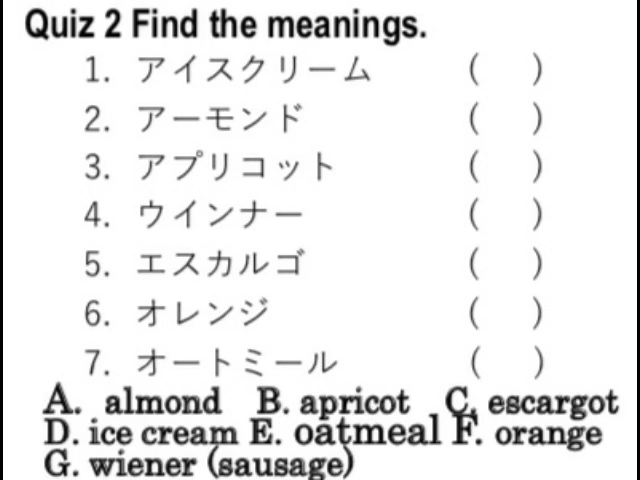 Quiz 2 Find the meanings.
1. アイスクリーム ( )
2. アーモンド ( )
3. アプリコット ( )
4. ウインナー ( )
5. エスカルゴ ( )
6. オレンジ ( )
7. オートミール ( )
A. almond B. apricot C. escargot
D. ice cream E. oatmeal F. orange
G. wiener (sausage)